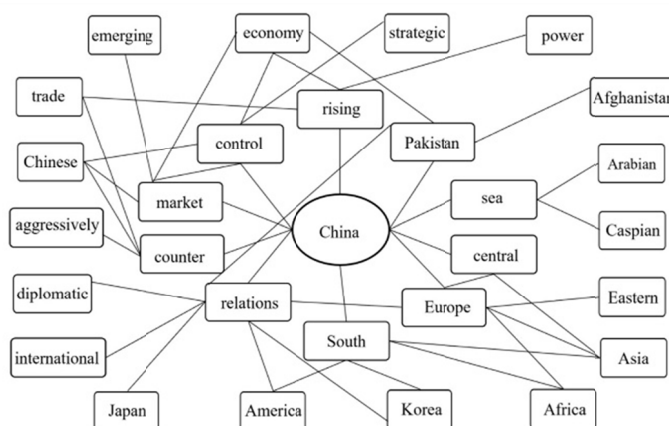 emerging
economy
strategic
power
trade
rising
Afghanistan
control
Pakistan
Chinese
Arabian
market
sea
China
aggressively
Caspian
counter
central
diplomatic
relations
Europe
Eastern
South
international
Asia
Japan
America
Korea
Africa